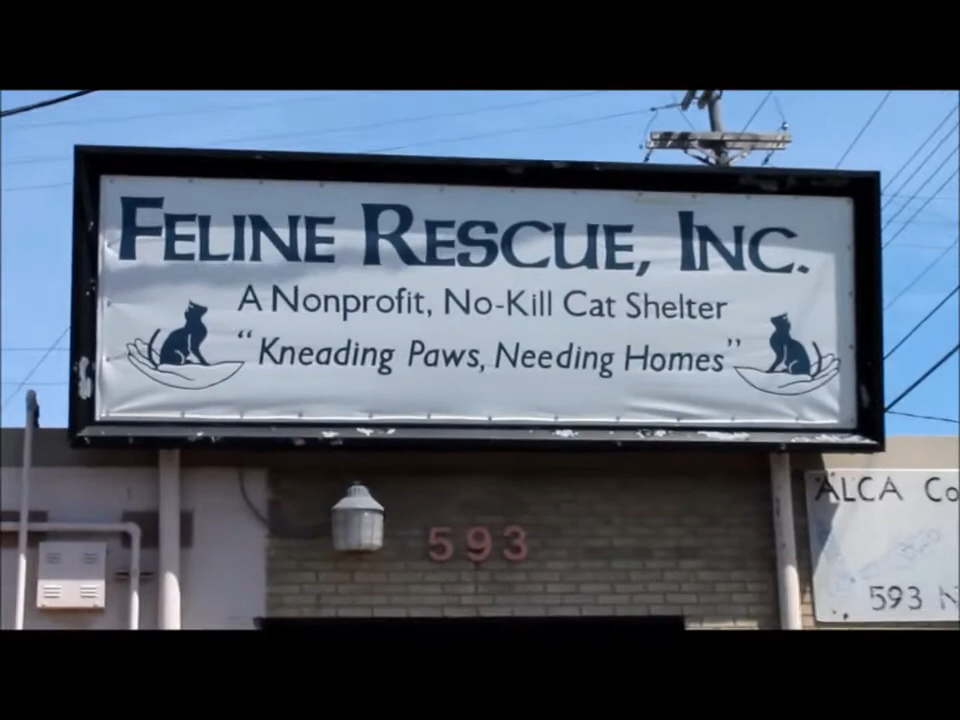 FELINE RESCUE, INC.
A Nonprofit, No-Kill Cat Shelter
"Kneading Paws, Needing Homes"
593
ALCA Co
593 N